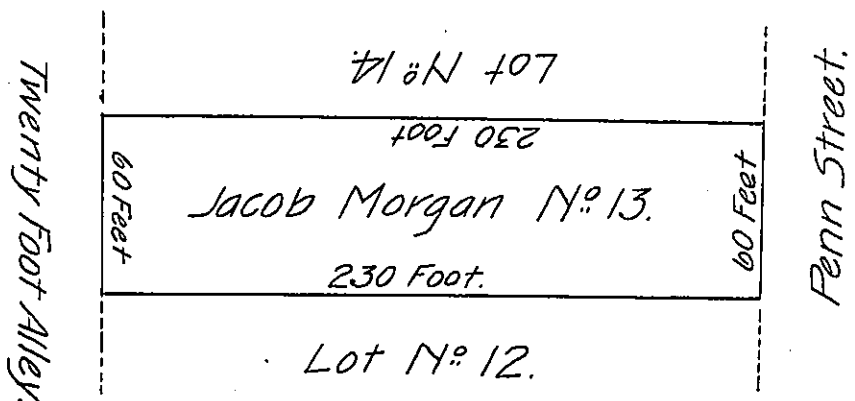 Lot No 14.
230 Foot
Twenty Foot Alley.
60 Feet
Jacob Morgan No 13.
60 Feet
Penn Street.
230 Foot.
Lot No 12.